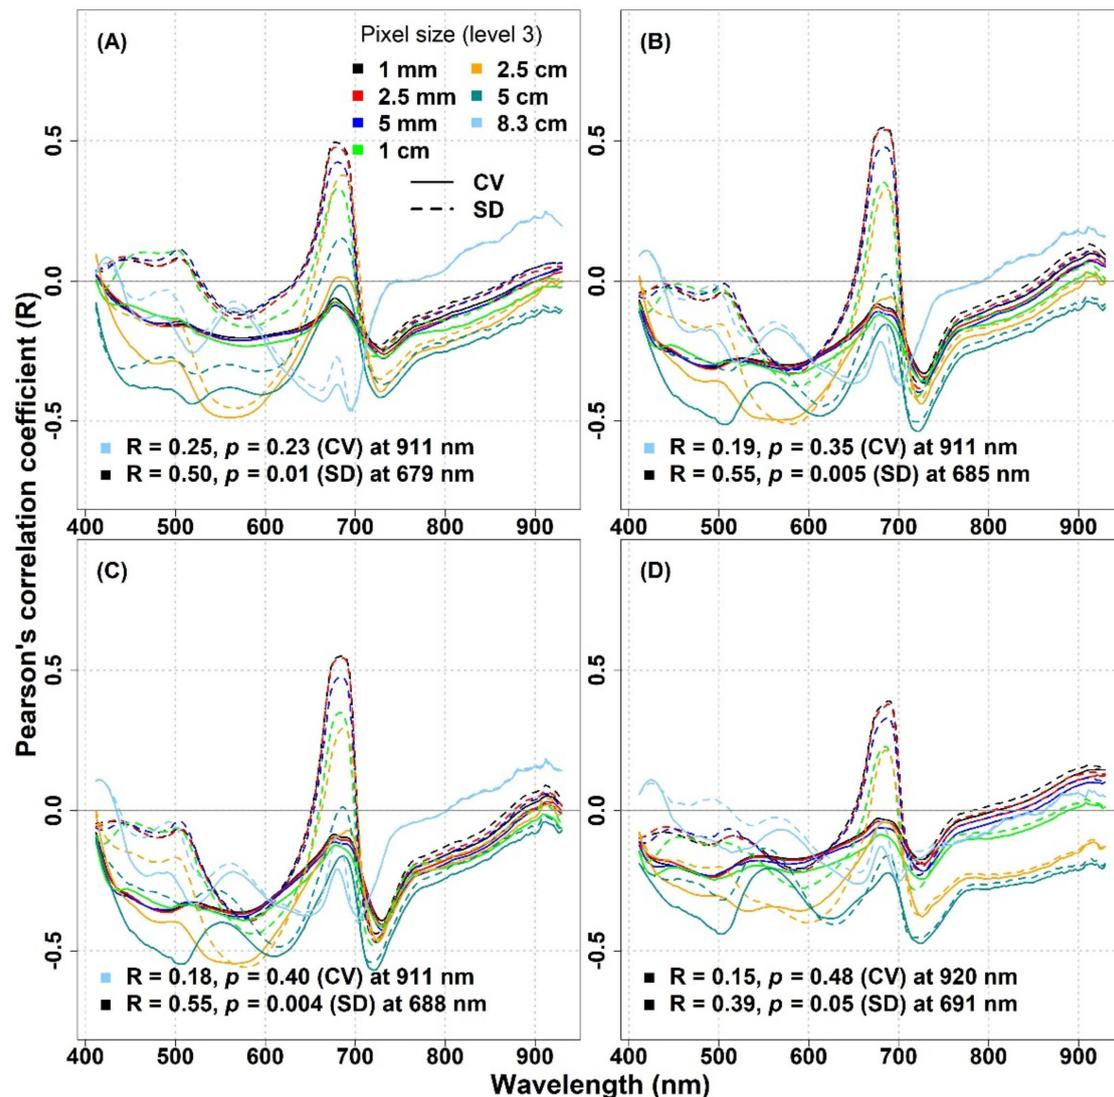 (A)
Pixel size (level 3)
1 mm 2.5 cm
2.5 mm 5 cm
5 mm 8.3 cm
1 cm
CV
SD
0.5
0.0
-0.5
R = 0.25, p = 0.23 (CV) at 911 nm
R = 0.50, p = 0.01 (SD) at 679 nm
400 500 600 700 800 900
(B)
0.5
0.0
-0.5
R = 0.19, p = 0.35 (CV) at 911 nm
R = 0.55, p = 0.005 (SD) at 685 nm
400 500 600 700 800 900
Pearson's correlation coefficient (R)
(C)
0.5
0.0
-0.5
R = 0.18, p = 0.40 (CV) at 911 nm
R = 0.55, p = 0.004 (SD) at 688 nm
400 500 600 700 800 900
(D)
0.5
0.0
-0.5
R = 0.15, p = 0.48 (CV) at 920 nm
R = 0.39, p = 0.05 (SD) at 691 nm
400 500 600 700 800 900
Wavelength (nm)